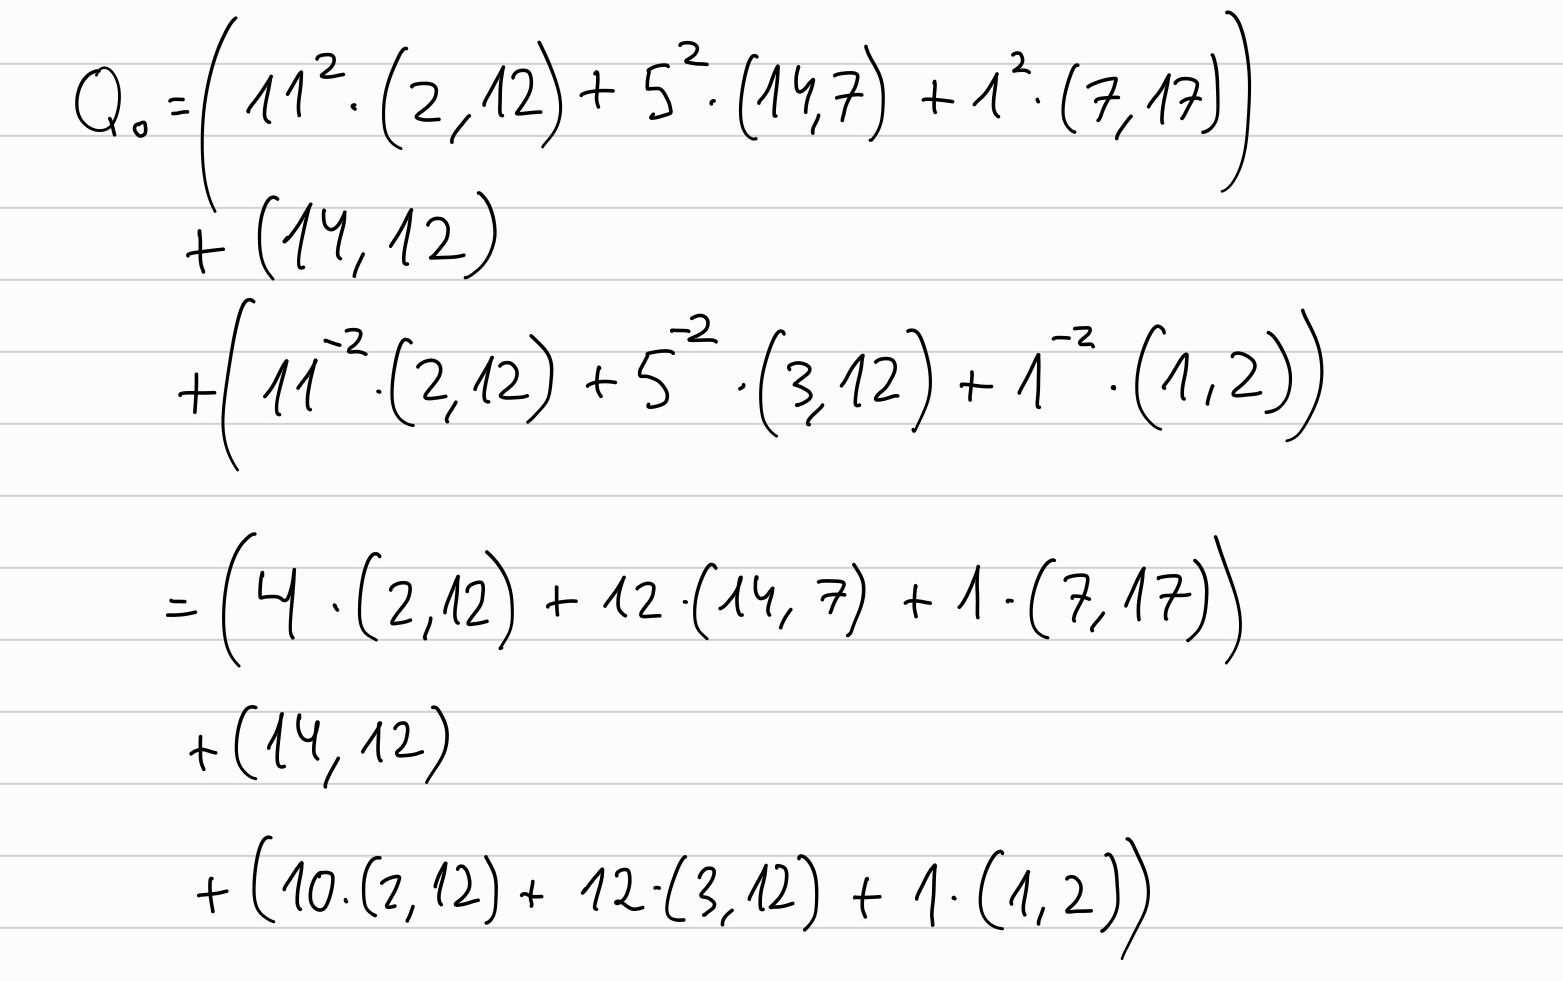 Q₀ = (11² · (2,12) + 5² · (14,7) + 1² · (7,17))
+ (14,12)
+ (11⁻² · (2,12) + 5⁻² · (3,12) + 1⁻² · (1,2))
= (4 · (2,12) + 12 · (14,7) + 1 · (7,17))
+ (14,12)
+ (10 · (2,12) + 12 · (3,12) + 1 · (1,2))